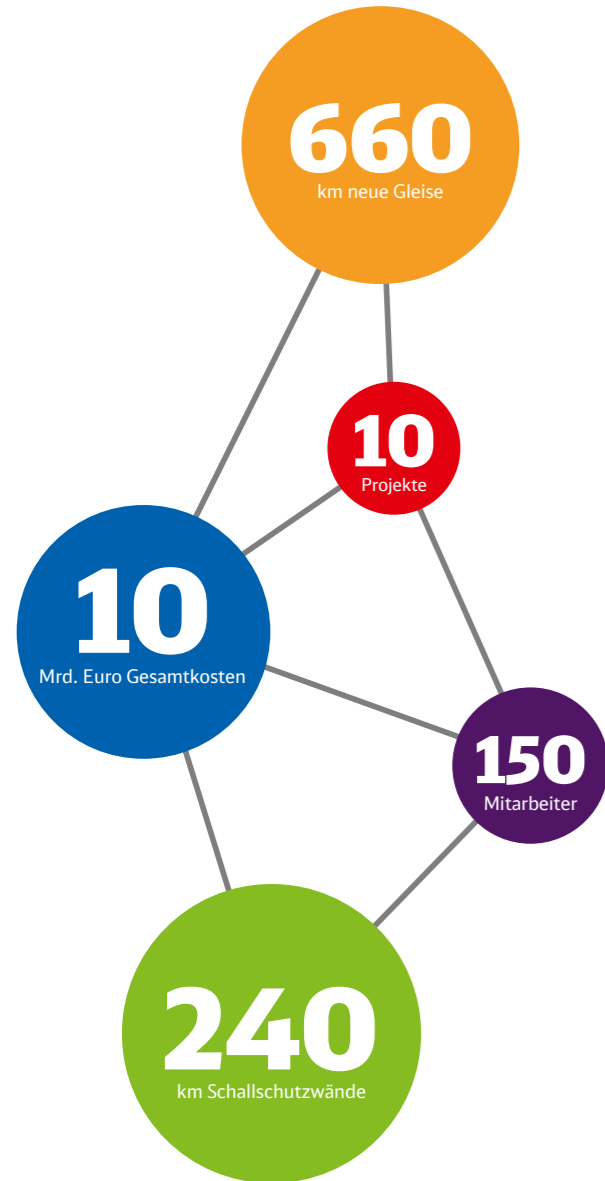 660
km neue Gleise
10
Projekte
10
Mrd. Euro Gesamtkosten
150
Mitarbeiter
240
km Schallschutzwände